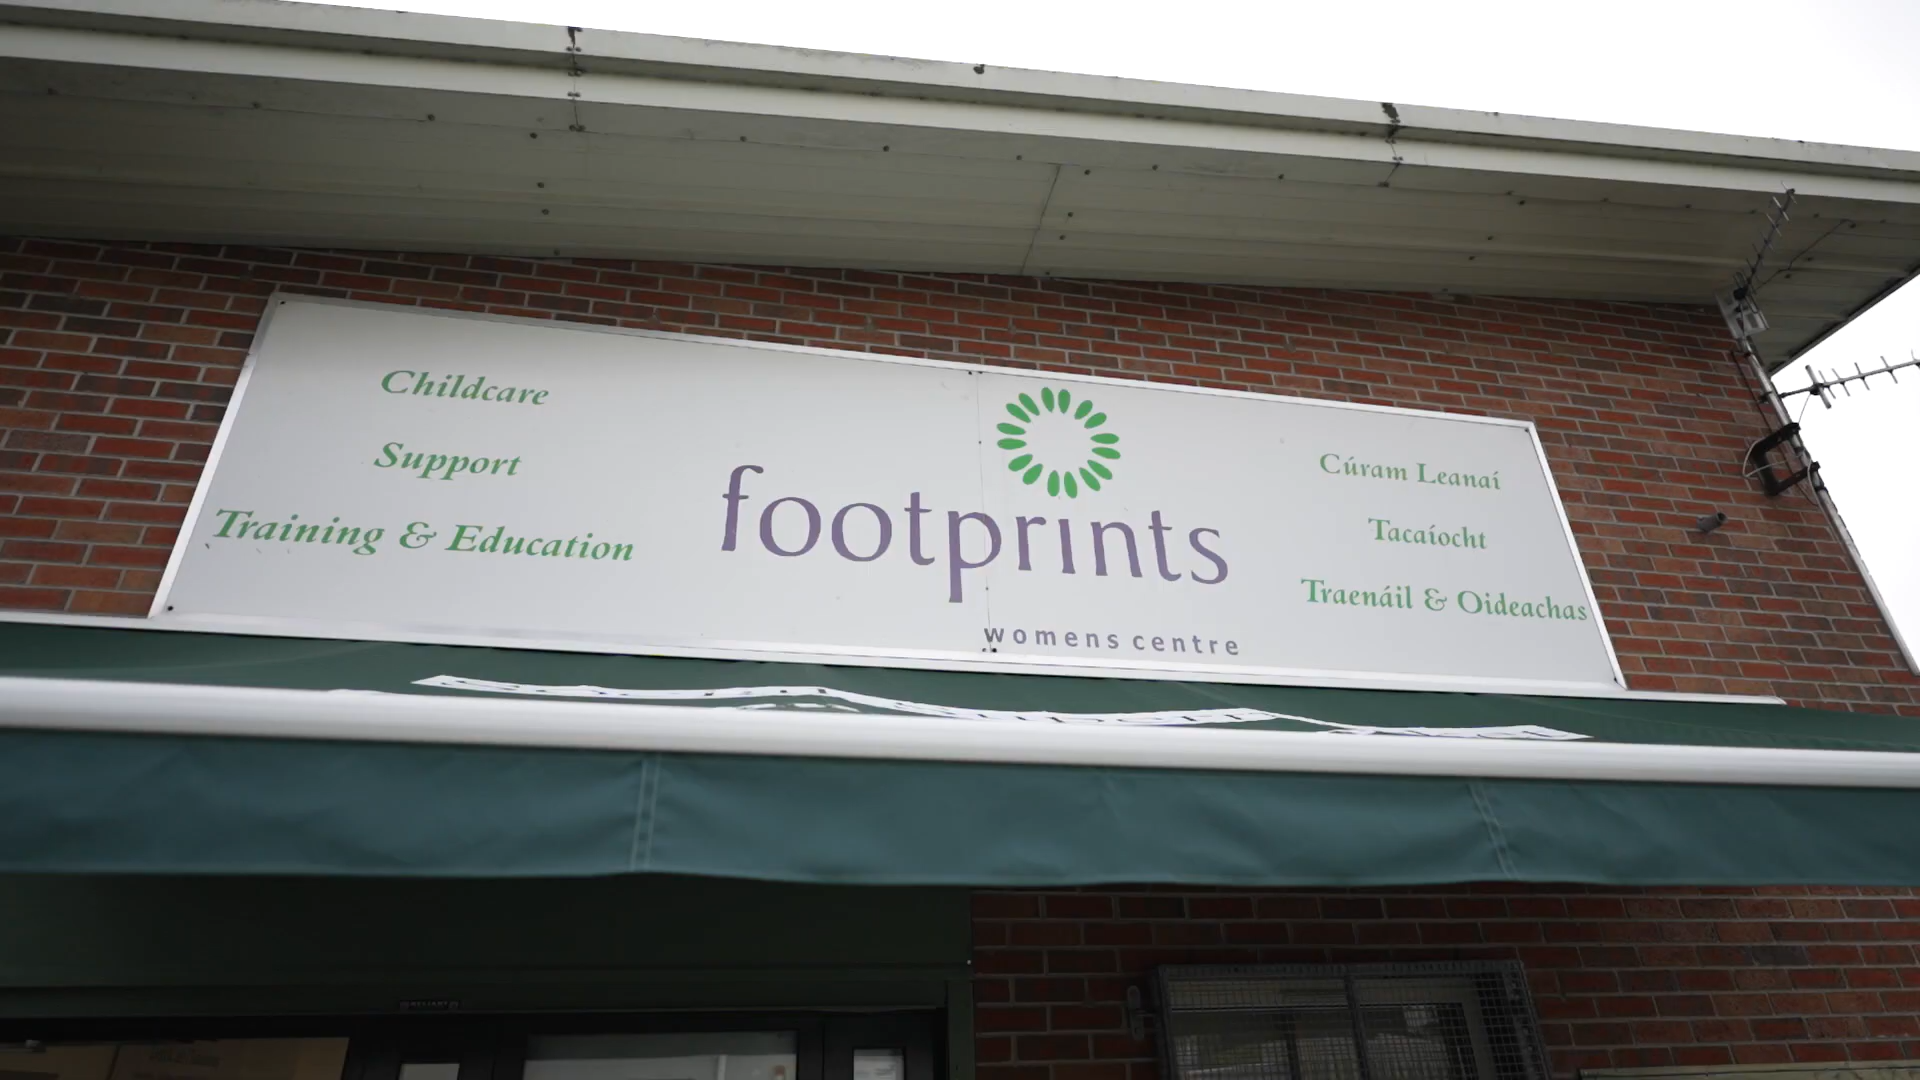 Childcare
Support
Training & Education
footprints
womens centre
Cúram Leanaí
Tacaíocht
Traenáil & Oideachas